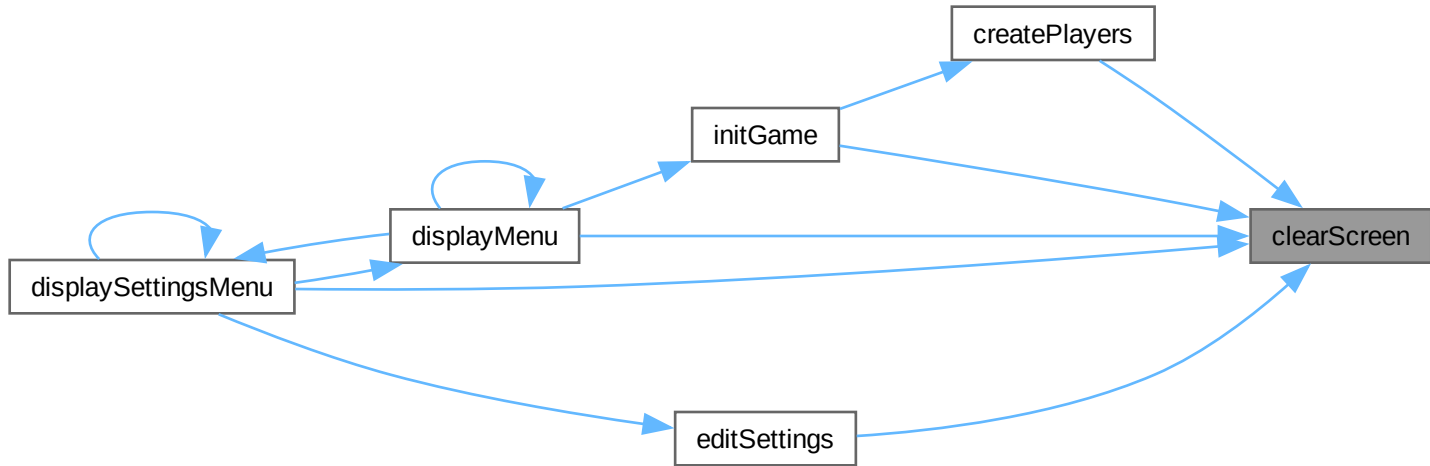 createPlayers
initGame
displayMenu
clearScreen
displaySettingsMenu
editSettings